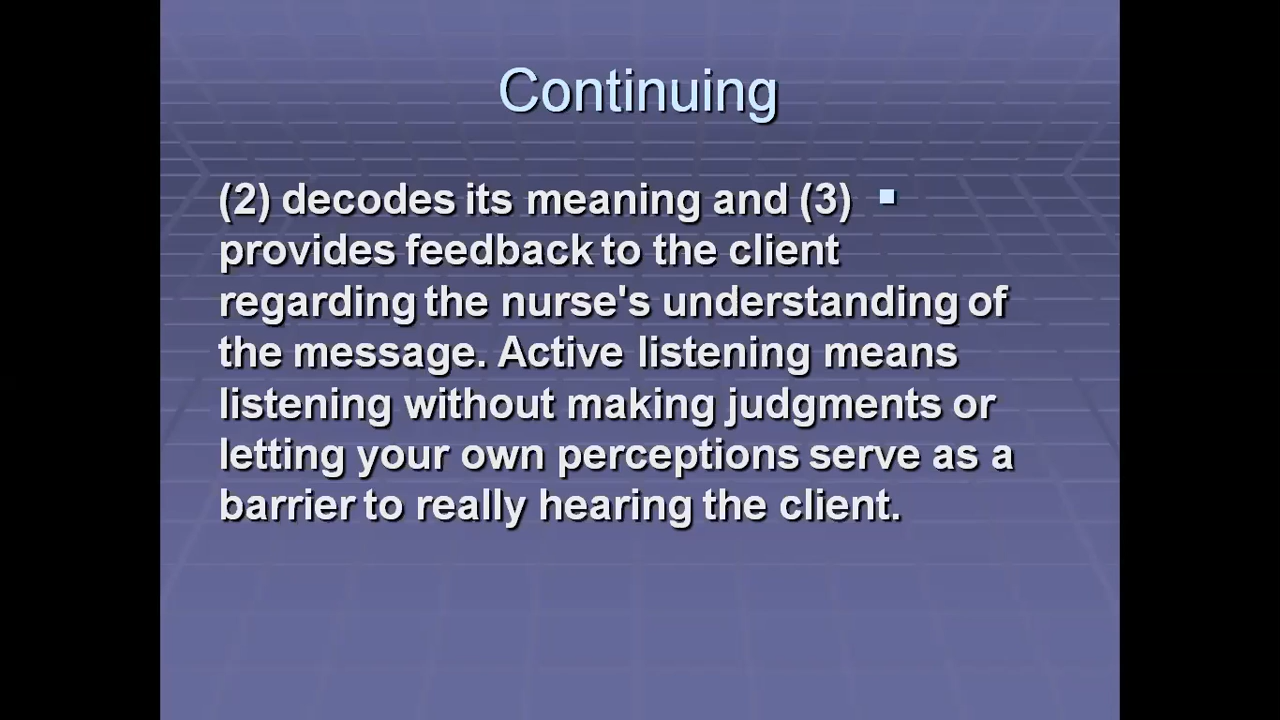 Continuing
(2) decodes its meaning and (3)
provides feedback to the client
regarding the nurse's understanding of
the message. Active listening means
listening without making judgments or
letting your own perceptions serve as a
barrier to really hearing the client.